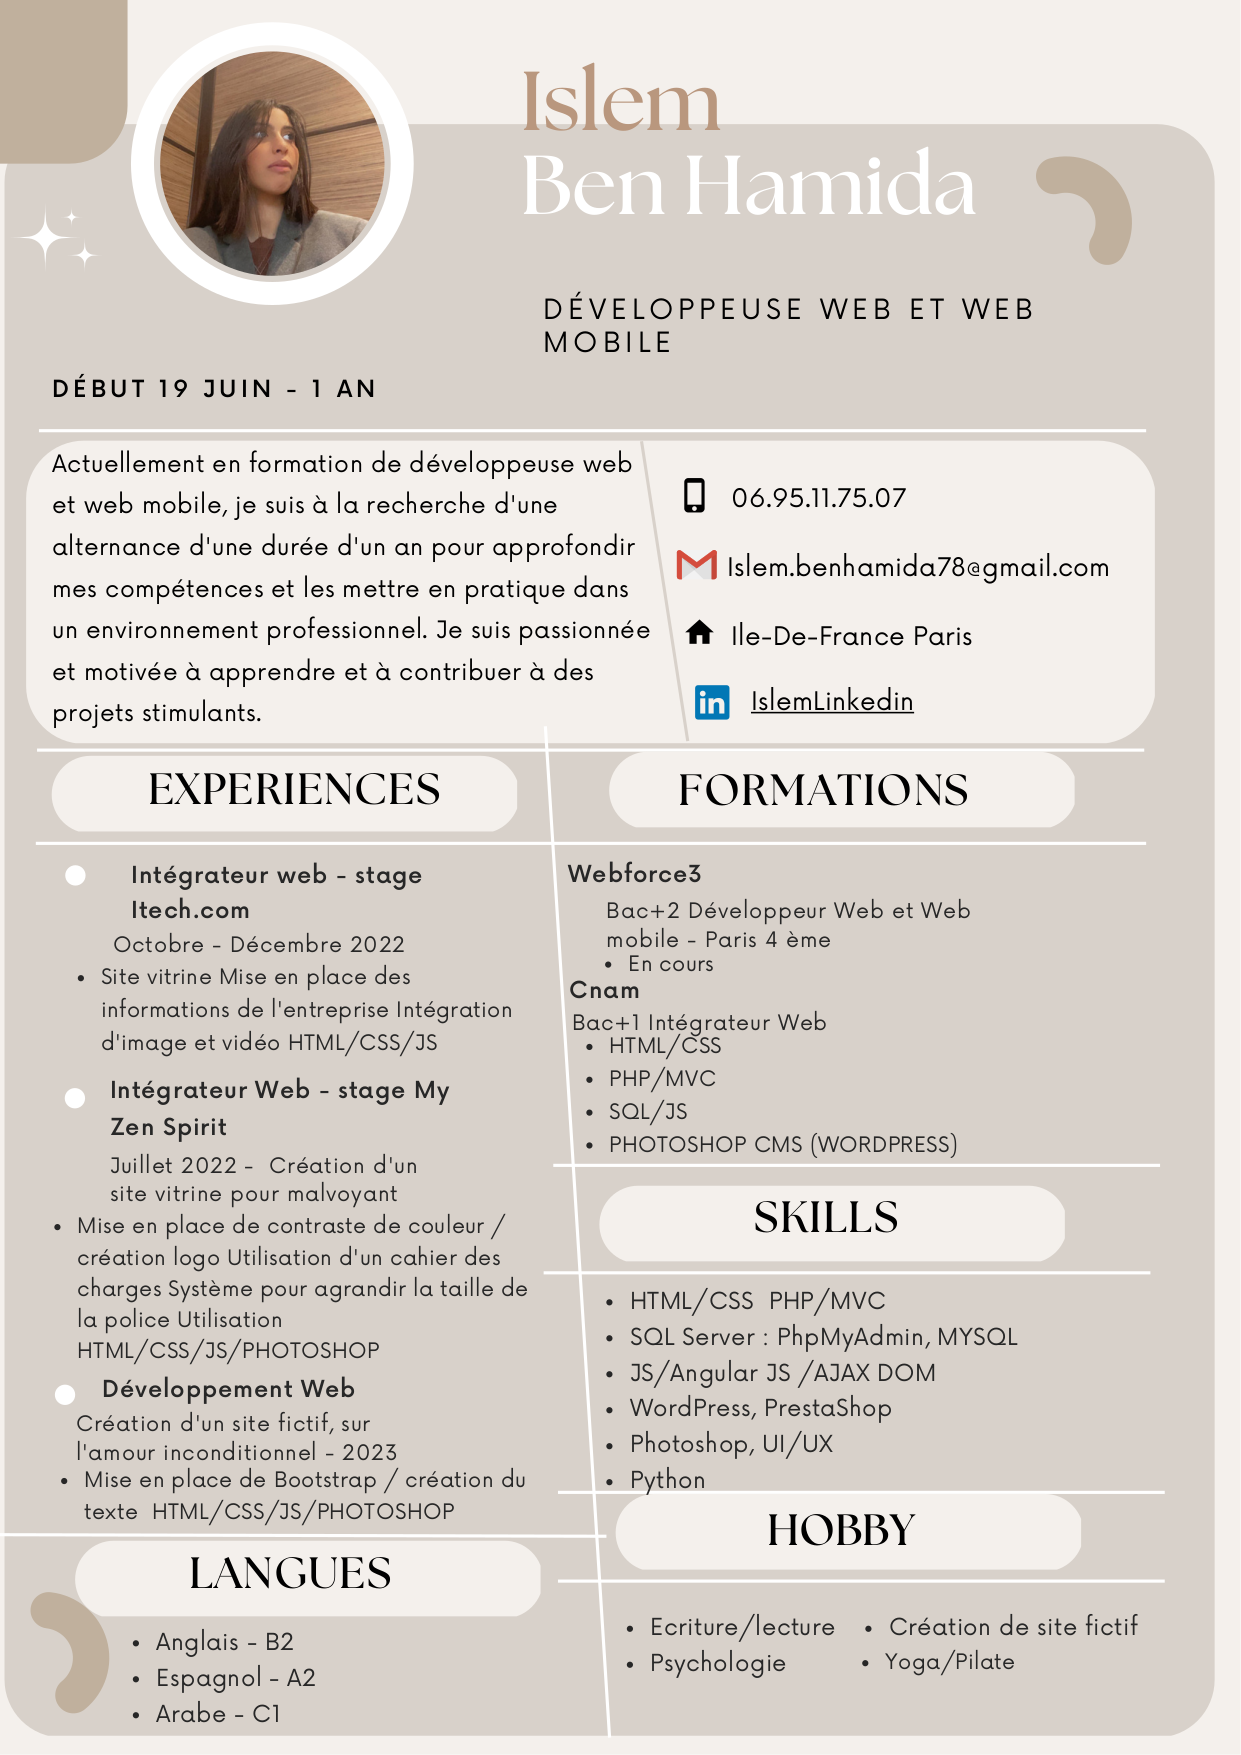 Islem
Ben Hamida
DÉVELOPPEUSE WEB ET WEB
MOBILE
DÉBUT 19 JUIN - 1 AN
Actuellement en formation de développeuse web
et web mobile, je suis à la recherche d'une
alternance d'une durée d'un an pour approfondir
mes compétences et les mettre en pratique dans
un environnement professionnel. Je suis passionnée
et motivée à apprendre et à contribuer à des
projets stimulants.
06.95.11.75.07
Islem.benhamida78@gmail.com
Ile-De-France Paris
in IslemLinkedin
EXPERIENCES
Intégrateur web - stage
Itech.com
Octobre - Décembre 2022
• Site vitrine Mise en place des
informations de l'entreprise Intégration
d'image et vidéo HTML/CSS/JS
Intégrateur Web - stage My
Zen Spirit
Juillet 2022 - Création d'un
site vitrine pour malvoyant
• Mise en place de contraste de couleur /
création logo Utilisation d'un cahier des
charges Système pour agrandir la taille de
la police Utilisation
HTML/CSS/JS/PHOTOSHOP
Développement Web
Création d'un site fictif, sur
l'amour inconditionnel - 2023
• Mise en place de Bootstrap / création du
texte HTML/CSS/JS/PHOTOSHOP
LANGUES
• Anglais - B2
• Espagnol - A2
• Arabe - C1
FORMATIONS
Webforce3
Bac+2 Développeur Web et Web
mobile - Paris 4 ème
• En cours
Cnam
Bac+1 Intégrateur Web
• HTML/CSS
• PHP/MVC
• SQL/JS
• PHOTOSHOP CMS (WORDPRESS)
SKILLS
• HTML/CSS PHP/MVC
• SQL Server : PhpMyAdmin, MYSQL
• JS/Angular JS /AJAX DOM
• WordPress, PrestaShop
• Photoshop, UI/UX
• Python
HOBBY
• Ecriture/lecture
• Psychologie
• Création de site fictif
• Yoga/Pilate